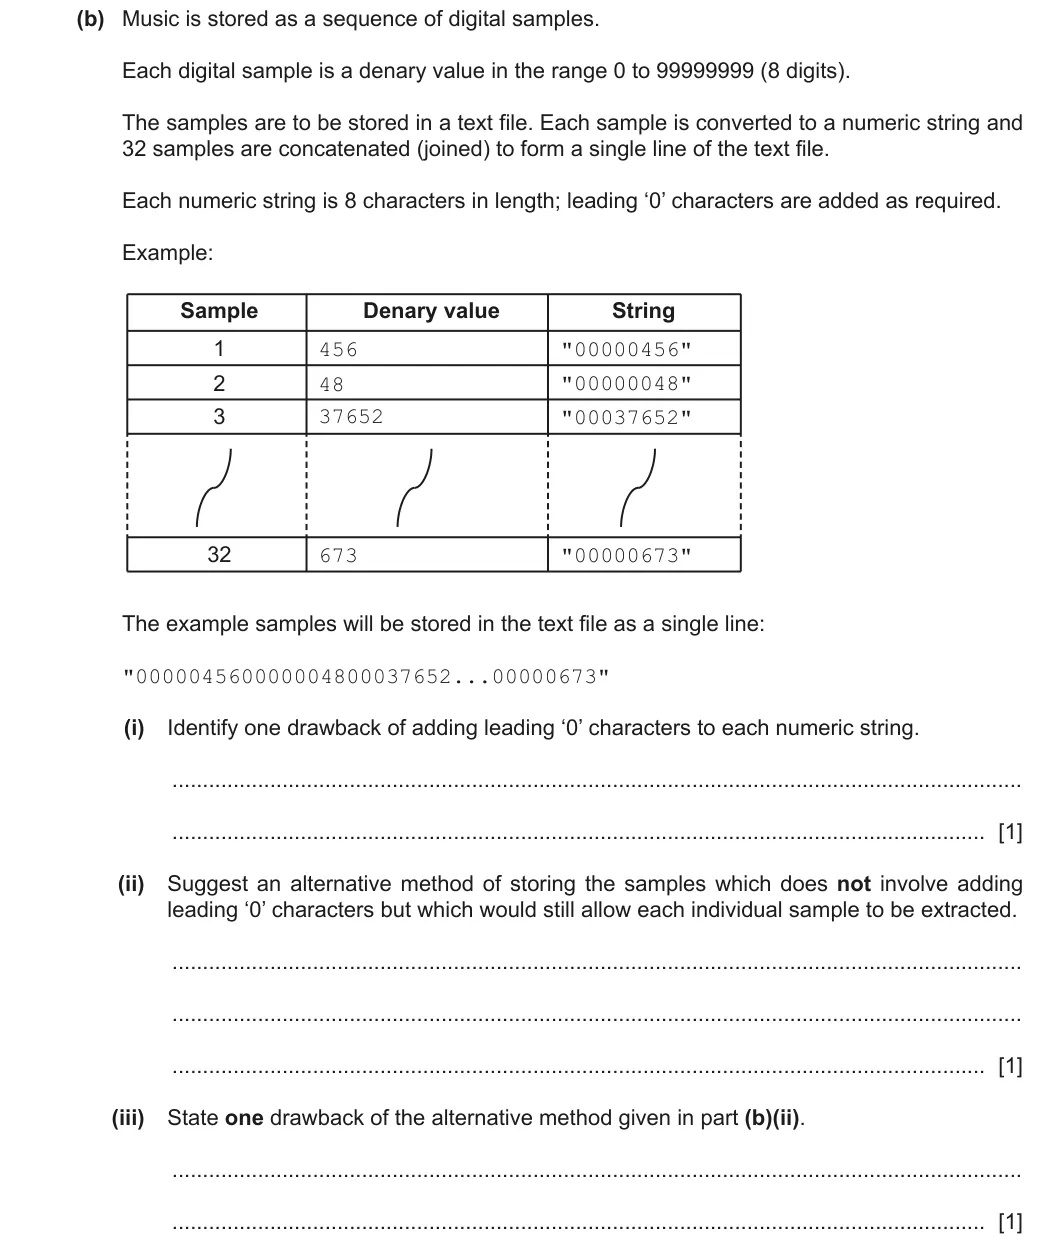 (b) Music is stored as a sequence of digital samples.
Each digital sample is a denary value in the range 0 to 99999999 (8 digits).
The samples are to be stored in a text file. Each sample is converted to a numeric string and
32 samples are concatenated (joined) to form a single line of the text file.
Each numeric string is 8 characters in length; leading ‘0’ characters are added as required.
Example:
Sample Denary value String
1 456 "00000456"
2 48 "00000048"
3 37652 "00037652"
32 673 "00000673"
The example samples will be stored in the text file as a single line:
"000004560000004800037652...00000673"
(i) Identify one drawback of adding leading ‘0’ characters to each numeric string.
[1]
(ii) Suggest an alternative method of storing the samples which does not involve adding
leading ‘0’ characters but which would still allow each individual sample to be extracted.
[1]
(iii) State one drawback of the alternative method given in part (b)(ii).
[1]